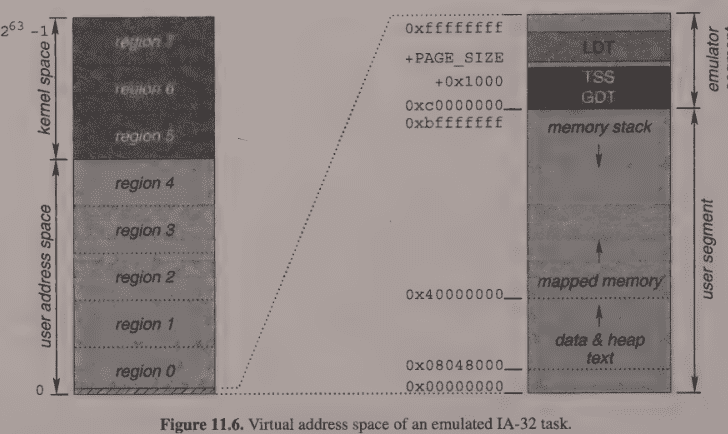 2^63 -1
kernel space
region 7
region 6
region 5
user address space
region 4
region 3
region 2
region 1
region 0
0
0xffffffff
+PAGE_SIZE
+0x1000
0xc0000000
0xbfffffff
0x40000000
0x08048000
0x00000000
LDT
TSS
GDT
memory stack
mapped memory
data & heap
text
emulator
user segment
Figure 11.6. Virtual address space of an emulated IA-32 task.